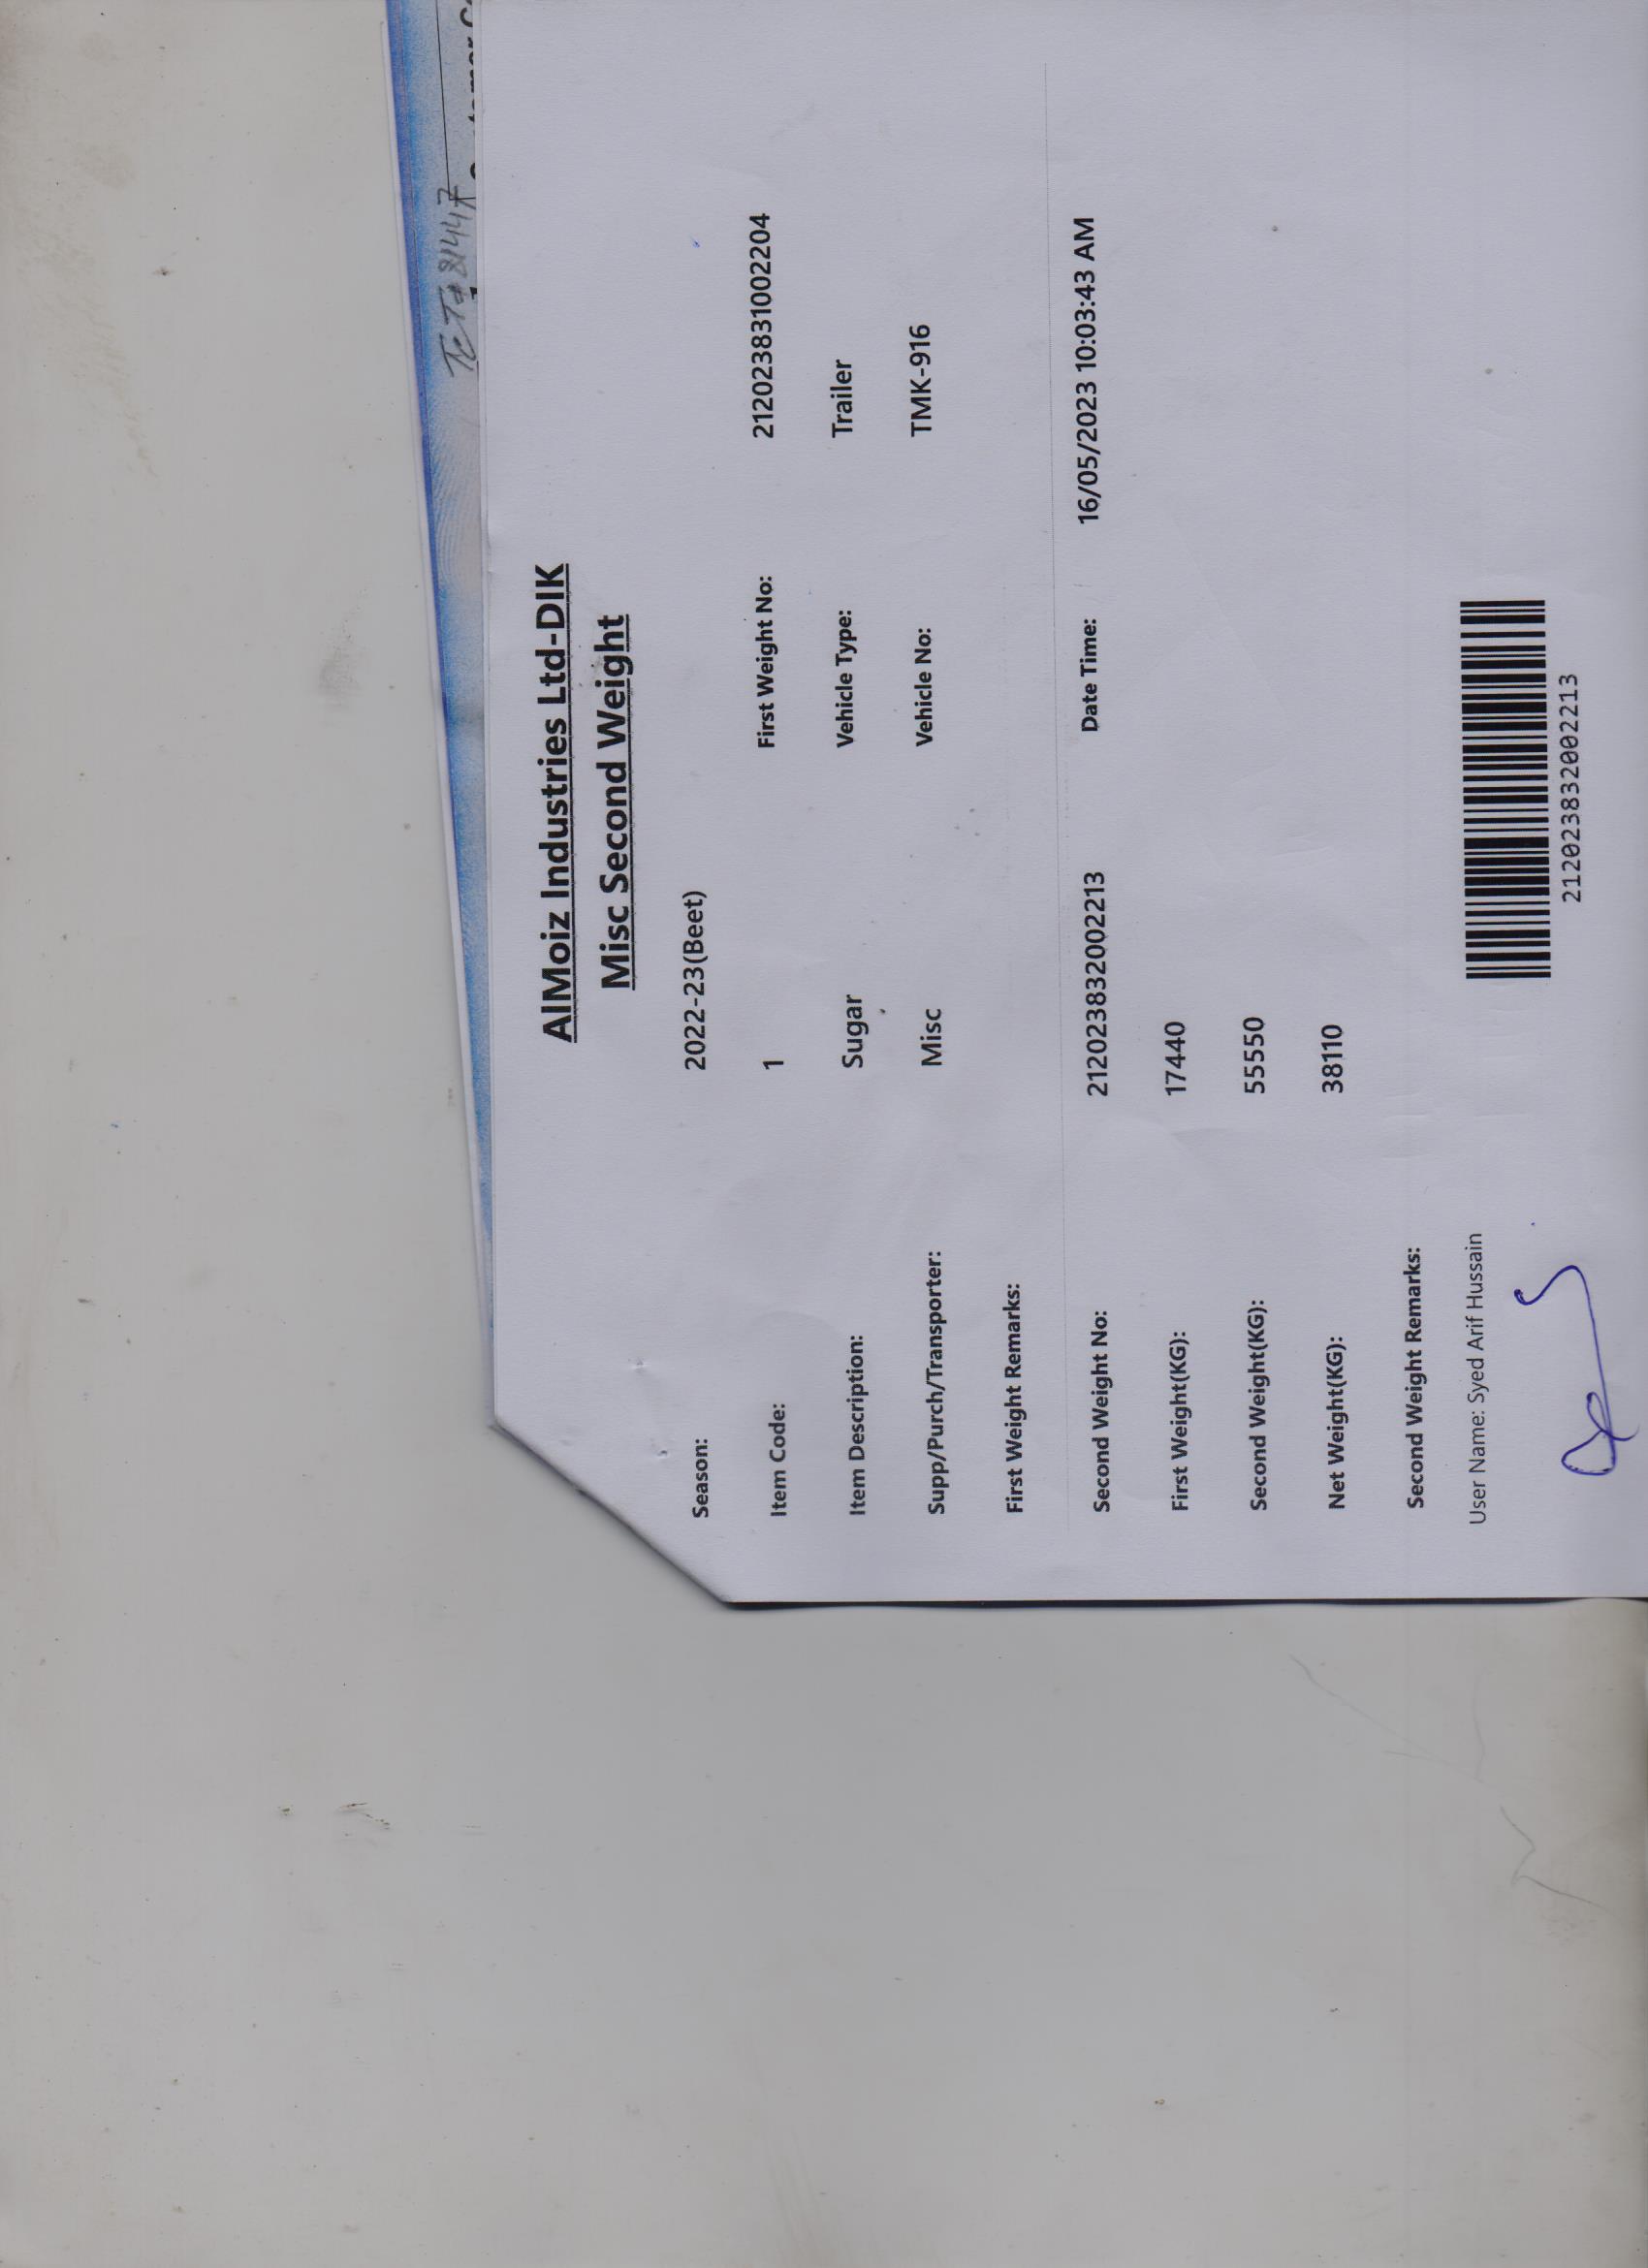 AlMoiz Industries Ltd-DIK
Misc Second Weight
Season: 2022-23(Beet)
Item Code: 1 First Weight No: 2120238310022​04
Item Description: Sugar Vehicle Type: Trailer
Supp/Purch/Transporter: Misc Vehicle No: TMK-916
First Weight Remarks:
Second Weight No: 212023832002213 Date Time: 16/05/2023 10:03:43 AM
First Weight(KG): 17440
Second Weight(KG): 55550
Net Weight(KG): 38110
Second Weight Remarks:
User Name: Syed Arif Hussain
212023832002213